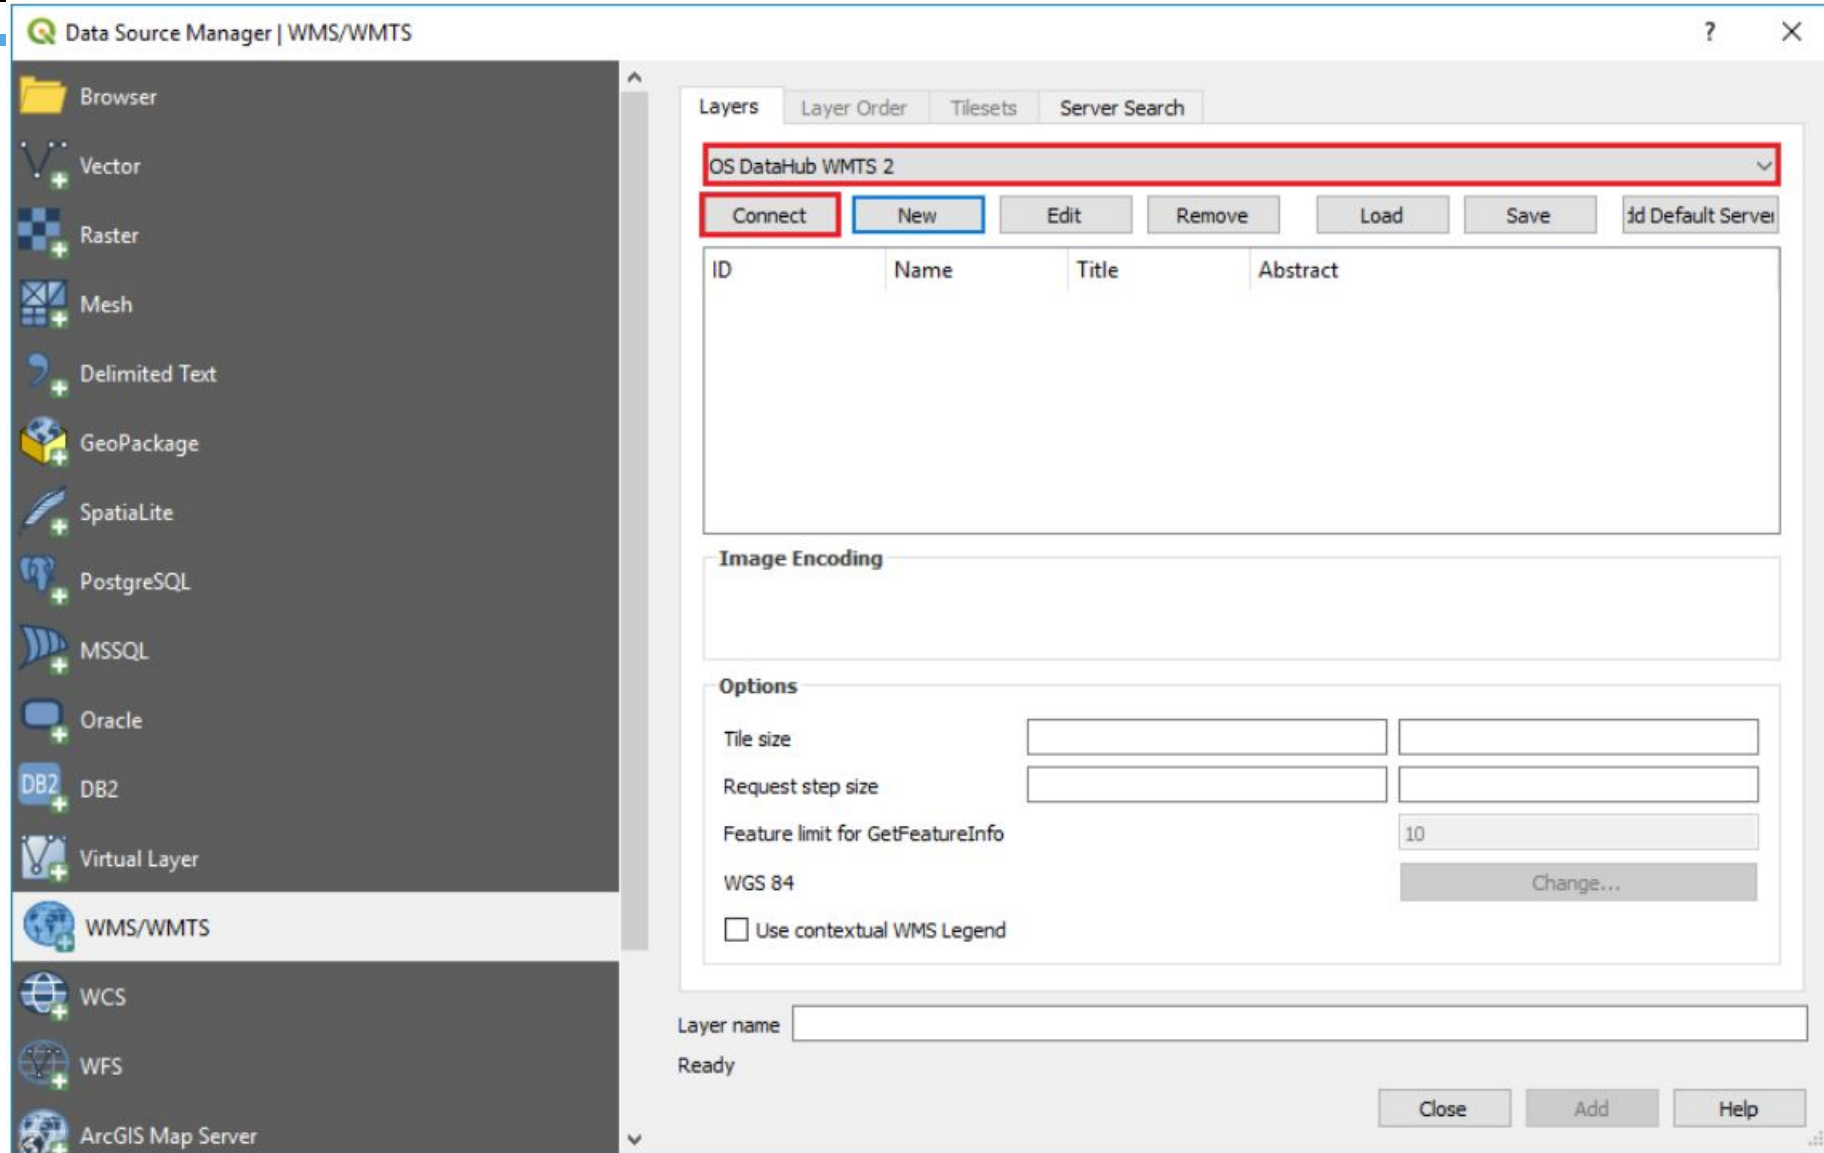 Data Source Manager | WMS/WMTS
?
Browser
Vector
Raster
Mesh
Delimited Text
GeoPackage
SpatiaLite
PostgreSQL
MSSQL
Oracle
DB2
DB2
Virtual Layer
WMS/WMTS
WCS
WFS
ArcGIS Map Server
Layers Layer Order Tilesets Server Search
OS DataHub WMTS 2
Connect New Edit Remove Load Save dd Default Server
ID Name Title Abstract
Image Encoding
Options
Tile size
Request step size
Feature limit for GetFeatureInfo 10
WGS 84 Change...
Use contextual WMS Legend
Layer name
Ready
Close Add Help